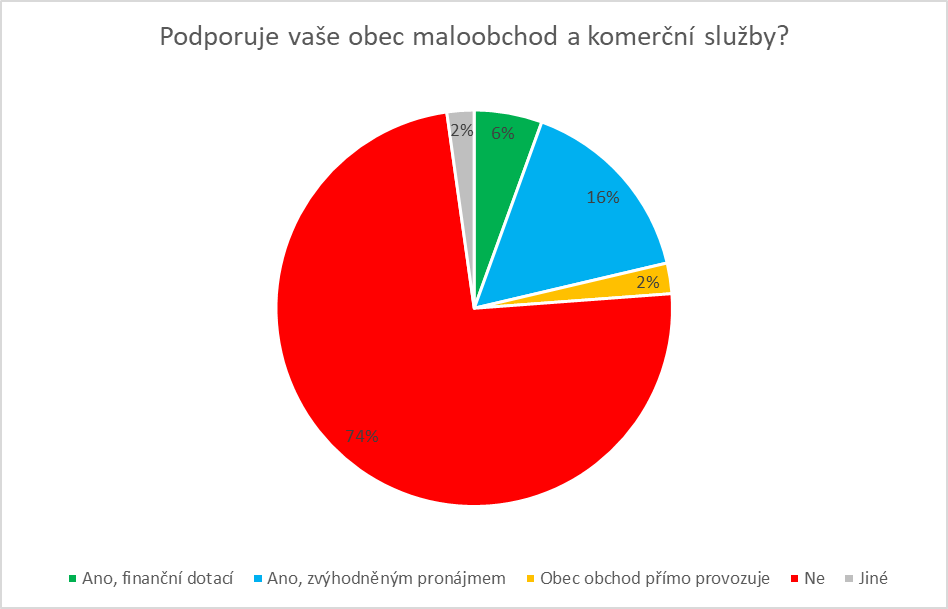 Podporuje vaše obec maloobchod a komerční služby?
2%
6%
16%
2%
74%
Ano, finanční dotací
Ano, zvýhodněným pronájmem
Obec obchod přímo provozuje
Ne
Jiné